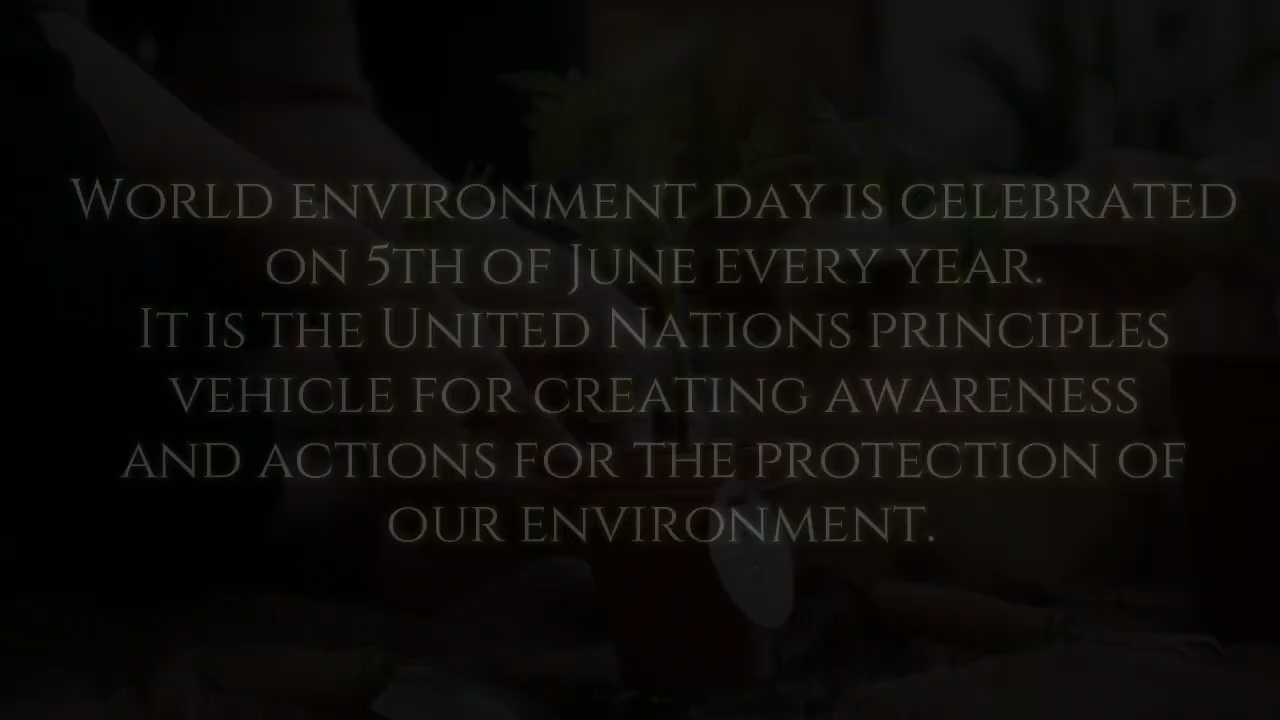 World environment day is celebrated
on 5th of June every year.
It is the United Nations principles
vehicle for creating awareness
and actions for the protection of
our environment.